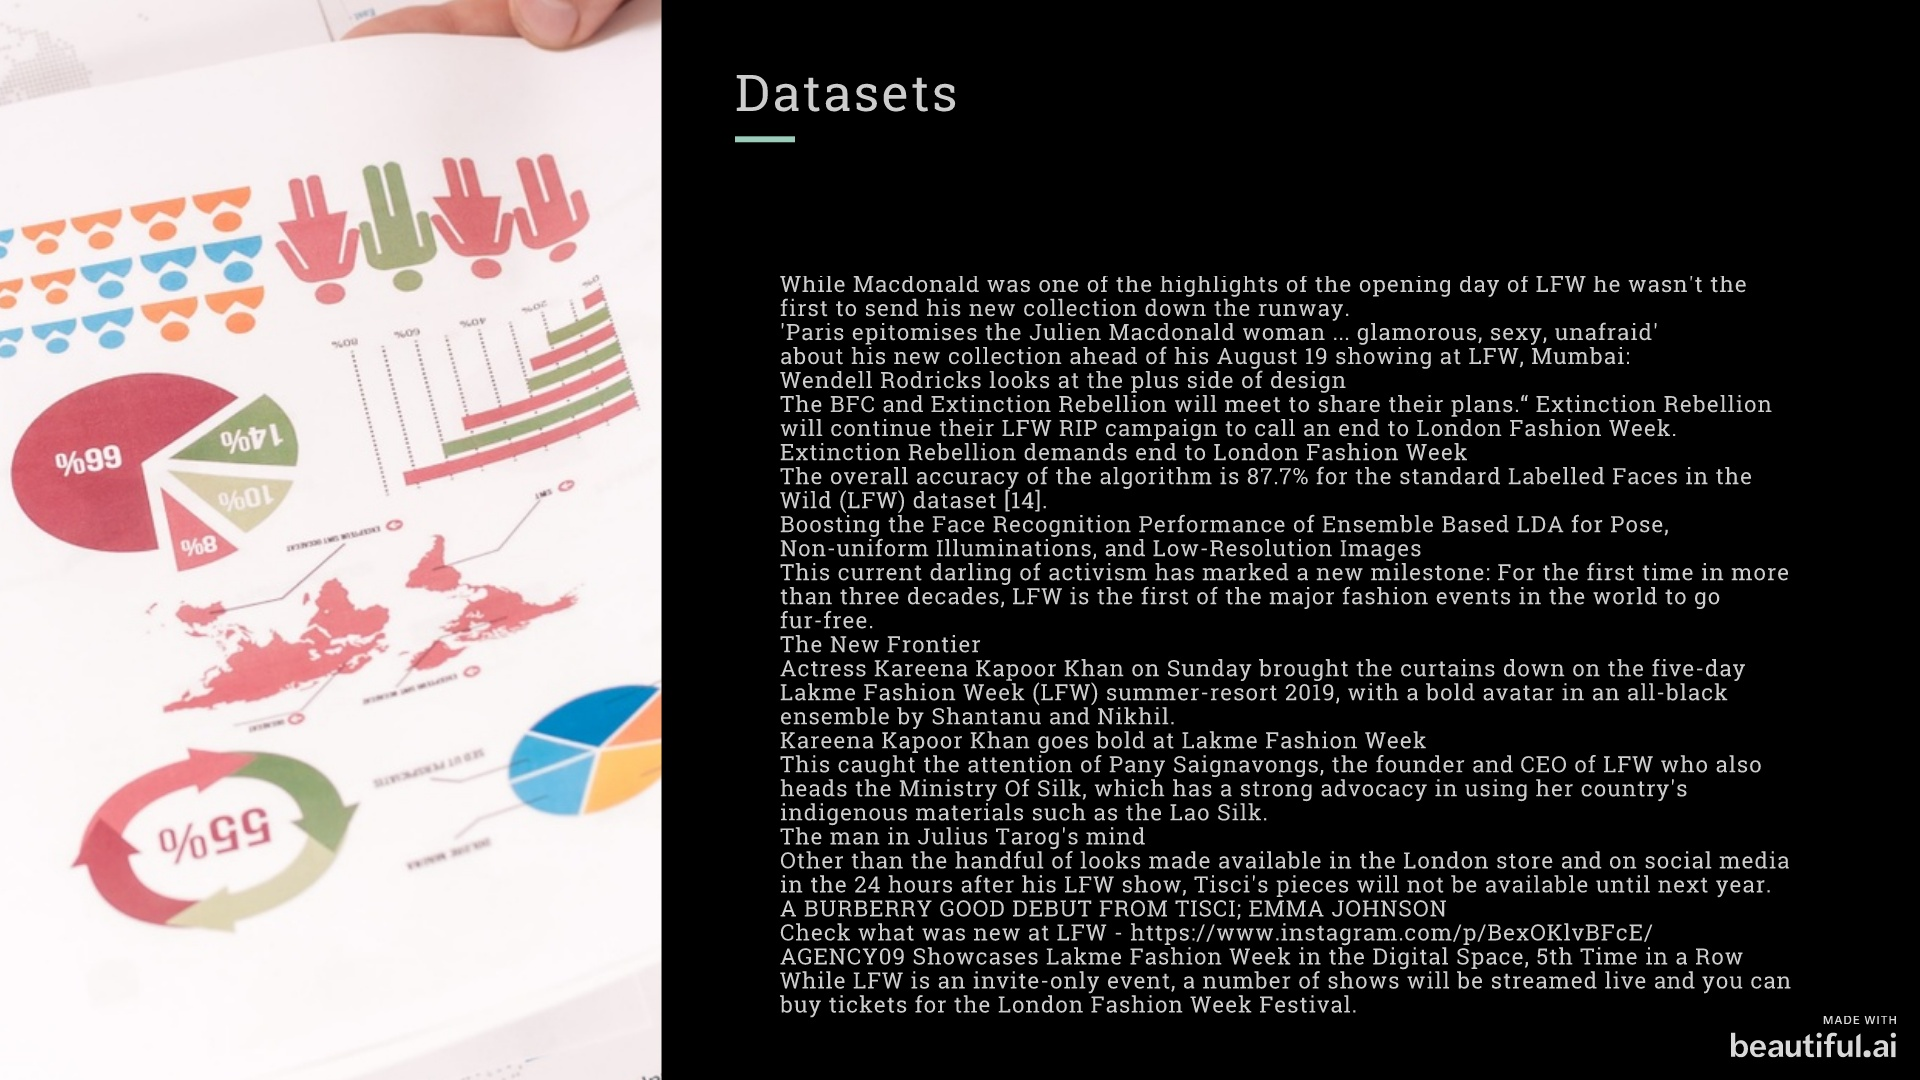 Datasets
While Macdonald was one of the highlights of the opening day of LFW he wasn't the
first to send his new collection down the runway.
'Paris epitomises the Julien Macdonald woman ... glamorous, sexy, unafraid'
about his new collection ahead of his August 19 showing at LFW, Mumbai:
Wendell Rodricks looks at the plus side of design
The BFC and Extinction Rebellion will meet to share their plans.“ Extinction Rebellion
will continue their LFW RIP campaign to call an end to London Fashion Week.
Extinction Rebellion demands end to London Fashion Week
The overall accuracy of the algorithm is 87.7% for the standard Labelled Faces in the
Wild (LFW) dataset [14].
Boosting the Face Recognition Performance of Ensemble Based LDA for Pose,
Non-uniform Illuminations, and Low-Resolution Images
This current darling of activism has marked a new milestone: For the first time in more
than three decades, LFW is the first of the major fashion events in the world to go
fur-free.
The New Frontier
Actress Kareena Kapoor Khan on Sunday brought the curtains down on the five-day
Lakme Fashion Week (LFW) summer-resort 2019, with a bold avatar in an all-black
ensemble by Shantanu and Nikhil.
Kareena Kapoor Khan goes bold at Lakme Fashion Week
This caught the attention of Pany Saignavongs, the founder and CEO of LFW who also
heads the Ministry Of Silk, which has a strong advocacy in using her country's
indigenous materials such as the Lao Silk.
The man in Julius Tarog's mind
Other than the handful of looks made available in the London store and on social media
in the 24 hours after his LFW show, Tisci's pieces will not be available until next year.
A BURBERRY GOOD DEBUT FROM TISCI; EMMA JOHNSON
Check what was new at LFW - https://www.instagram.com/p/BexOKlvBFcE/
AGENCY09 Showcases Lakme Fashion Week in the Digital Space, 5th Time in a Row
While LFW is an invite-only event, a number of shows will be streamed live and you can
buy tickets for the London Fashion Week Festival.
MADE WITH
beautiful.ai
0%
20%
40%
60%
80%
66%
14%
10%
8%
55%